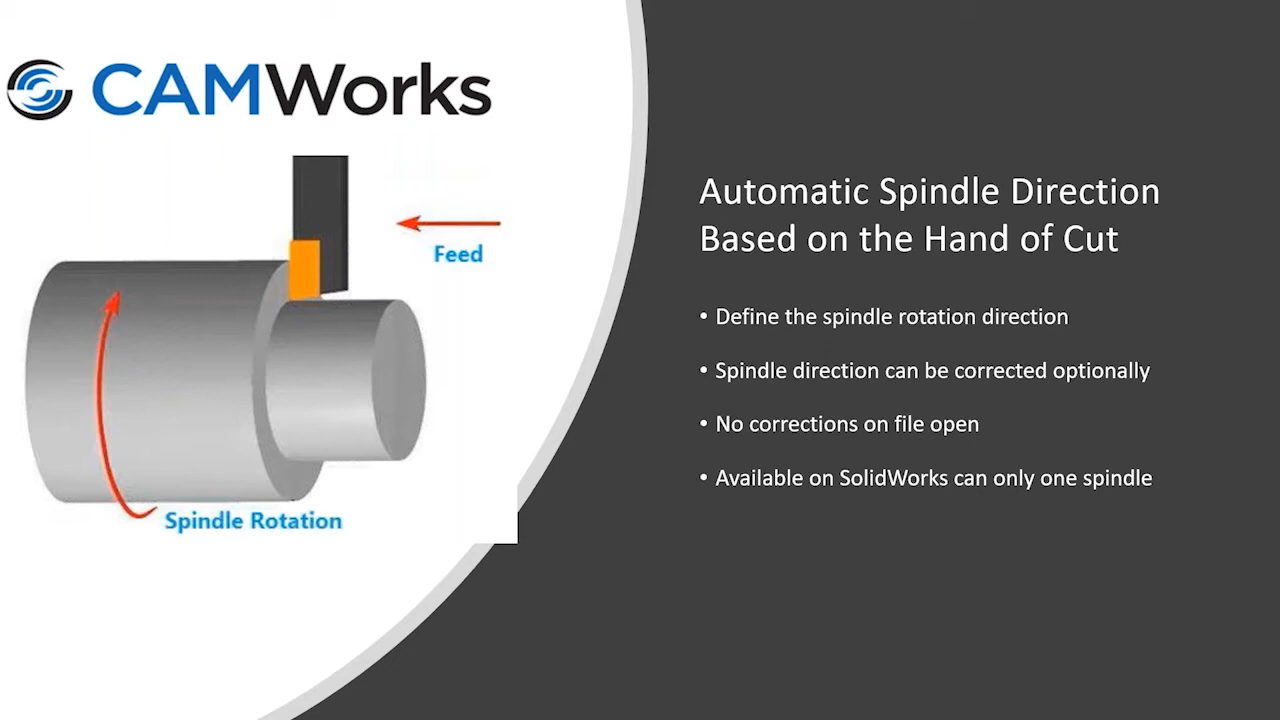 CAMWorks
Feed
Spindle Rotation
Automatic Spindle Direction
Based on the Hand of Cut
• Define the spindle rotation direction
• Spindle direction can be corrected optionally
• No corrections on file open
• Available on SolidWorks can only one spindle